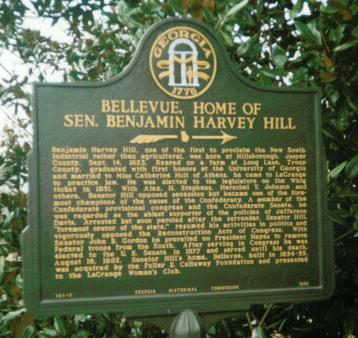 GEORGIA
1776
BELLEVUE, HOME OF
SEN. BENJAMIN HARVEY HILL
Benjamin Harvey Hill, one of the first to proclaim the New South
industrial rather than agricultural, was born at Hillsborough, Jasper
County, Sept. 14, 1823. Reared on a farm at Long Lane, Troup
County, graduated with first honors at the University of Georgia
and married to Miss Catherine Holt of Athens, he came to LaGrange
to practice law. He entered the legislature on the Union
ticket in 1851. With Alex. H. Stephens, Herschel V. Johnson and
others, Sen. Hill opposed secession but became one of the fore-
most champions of the cause of the Confederacy. A member of the
Confederate provisional congress and the Confederate Senate, he
was regarded as the ablest supporter of the policies of Jefferson
Davis. Arrested but soon paroled after the surrender, Senator Hill,
"foremost orator of the state," resumed his activities in politics and
vigorously opposed the Reconstruction Acts of Congress. With
Senator John B. Gordon he prevailed on President Hayes to remove
Federal troops from the South. After serving in Congress he was
elected to the U. S. Senate in 1877 and served until his death,
August 16, 1882. Senator Hill's home, Bellevue, built in 1854-55,
was acquired by the Fuller E. Callaway Foundation and presented
to the LaGrange Woman's Club.
141-3 GEORGIA HISTORICAL COMMISSION